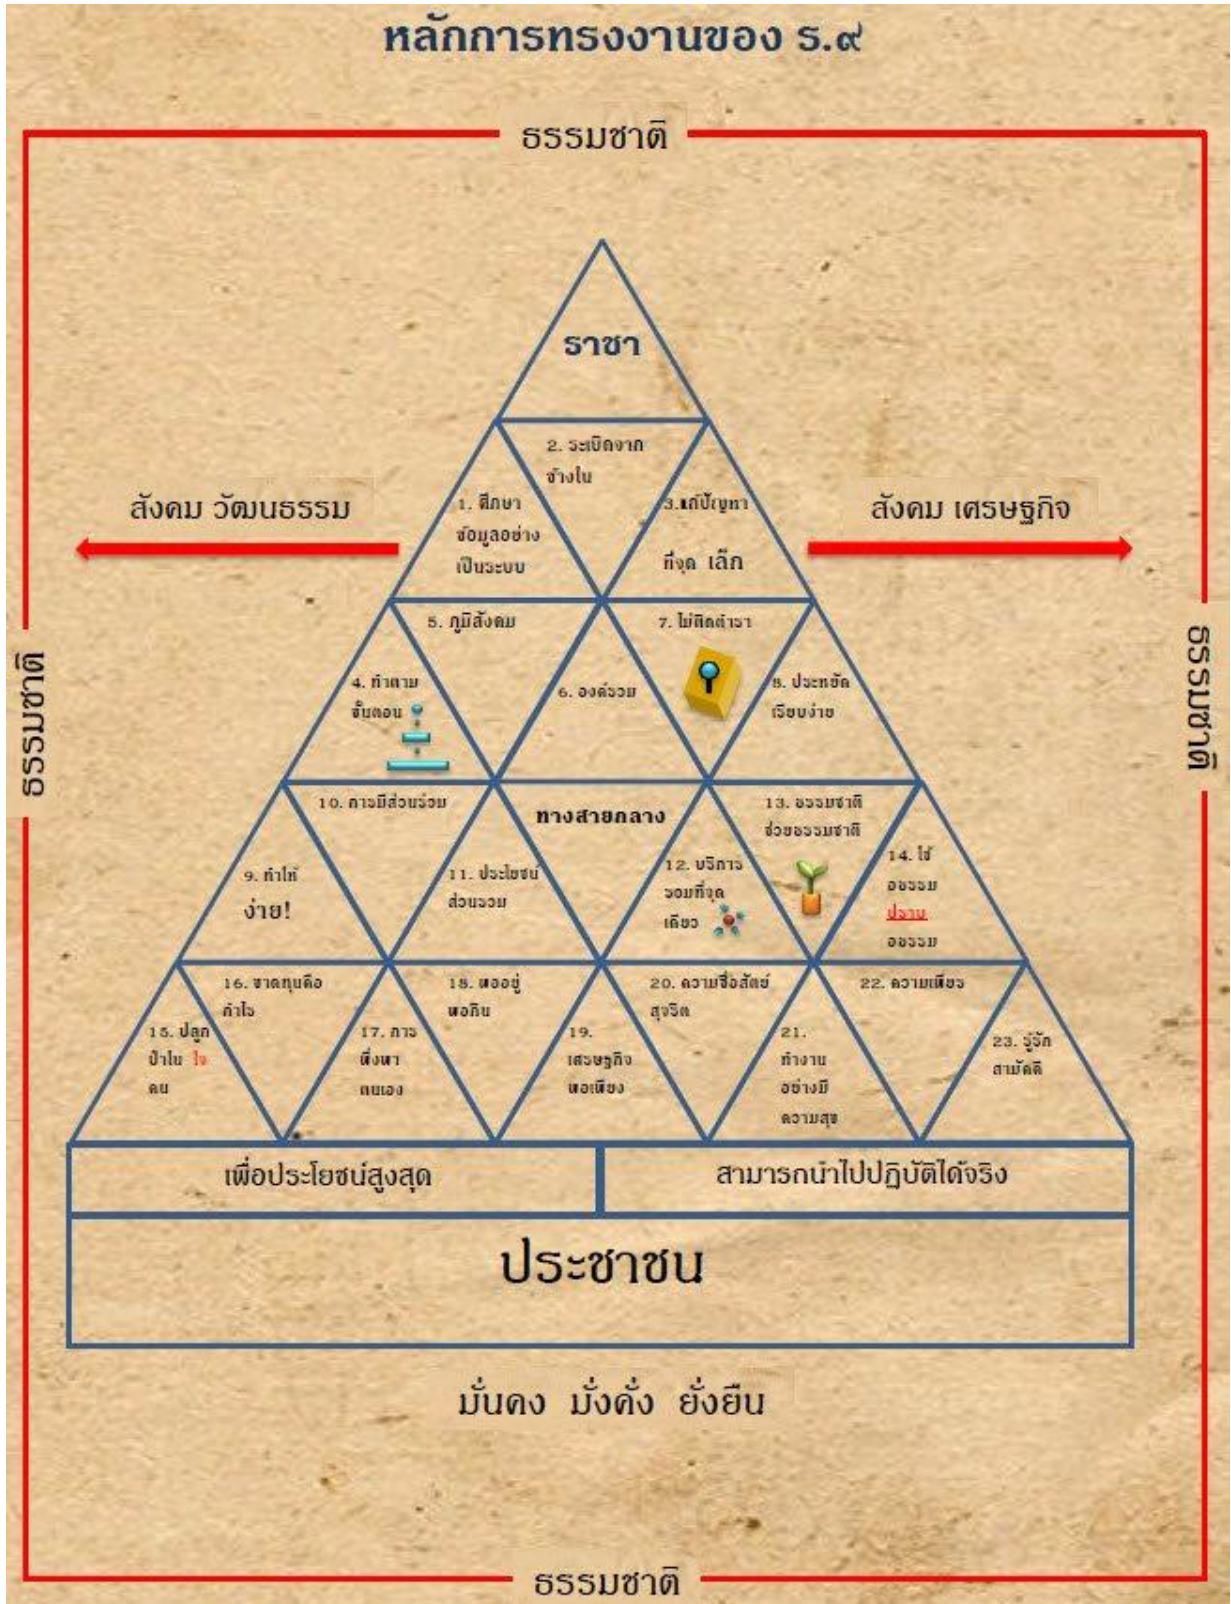 หลักการทรงงานของ ร.๙
ธรรมชาติ
ราชา
สังคม วัฒนธรรม
สังคม เศรษฐกิจ
1. ศึกษา
ข้อมูลอย่าง
เป็นระบบ
2. ระเบิดจาก
ข้างใน
3.แก้ปัญหา
ที่จุด เล็ก
ธรรมชาติ
ธรรมชาติ
4. ทำตาม
ขั้นตอน
5. ภูมิสังคม
6. องค์รวม
7. ไม่ติดตำรา
8. ประหยัด
เรียบง่าย
9. ทำให้
ง่าย!
10. การมีส่วนร่วม
11. ประโยชน์
ส่วนรวม
ทางสายกลาง
12. บริการ
รวมที่จุด
เดียว
13. ธรรมชาติ
ช่วยธรรมชาติ
14. ใช้
อธรรม
ปราบ
อธรรม
15. ปลูก
ป่าใน ใจ
คน
16. ขาดทุนคือ
กำไร
17. การ
พึ่งพา
ตนเอง
18. พออยู่
พอกิน
19.
เศรษฐกิจ
พอเพียง
20. ความซื่อสัตย์
สุจริต
21.
ทำงาน
อย่างมี
ความสุข
22. ความเพียร
23. รู้รัก
สามัคคี
เพื่อประโยชน์สูงสุด
สามารถนำไปปฏิบัติได้จริง
ประชาชน
มั่นคง มั่งคั่ง ยั่งยืน
ธรรมชาติ